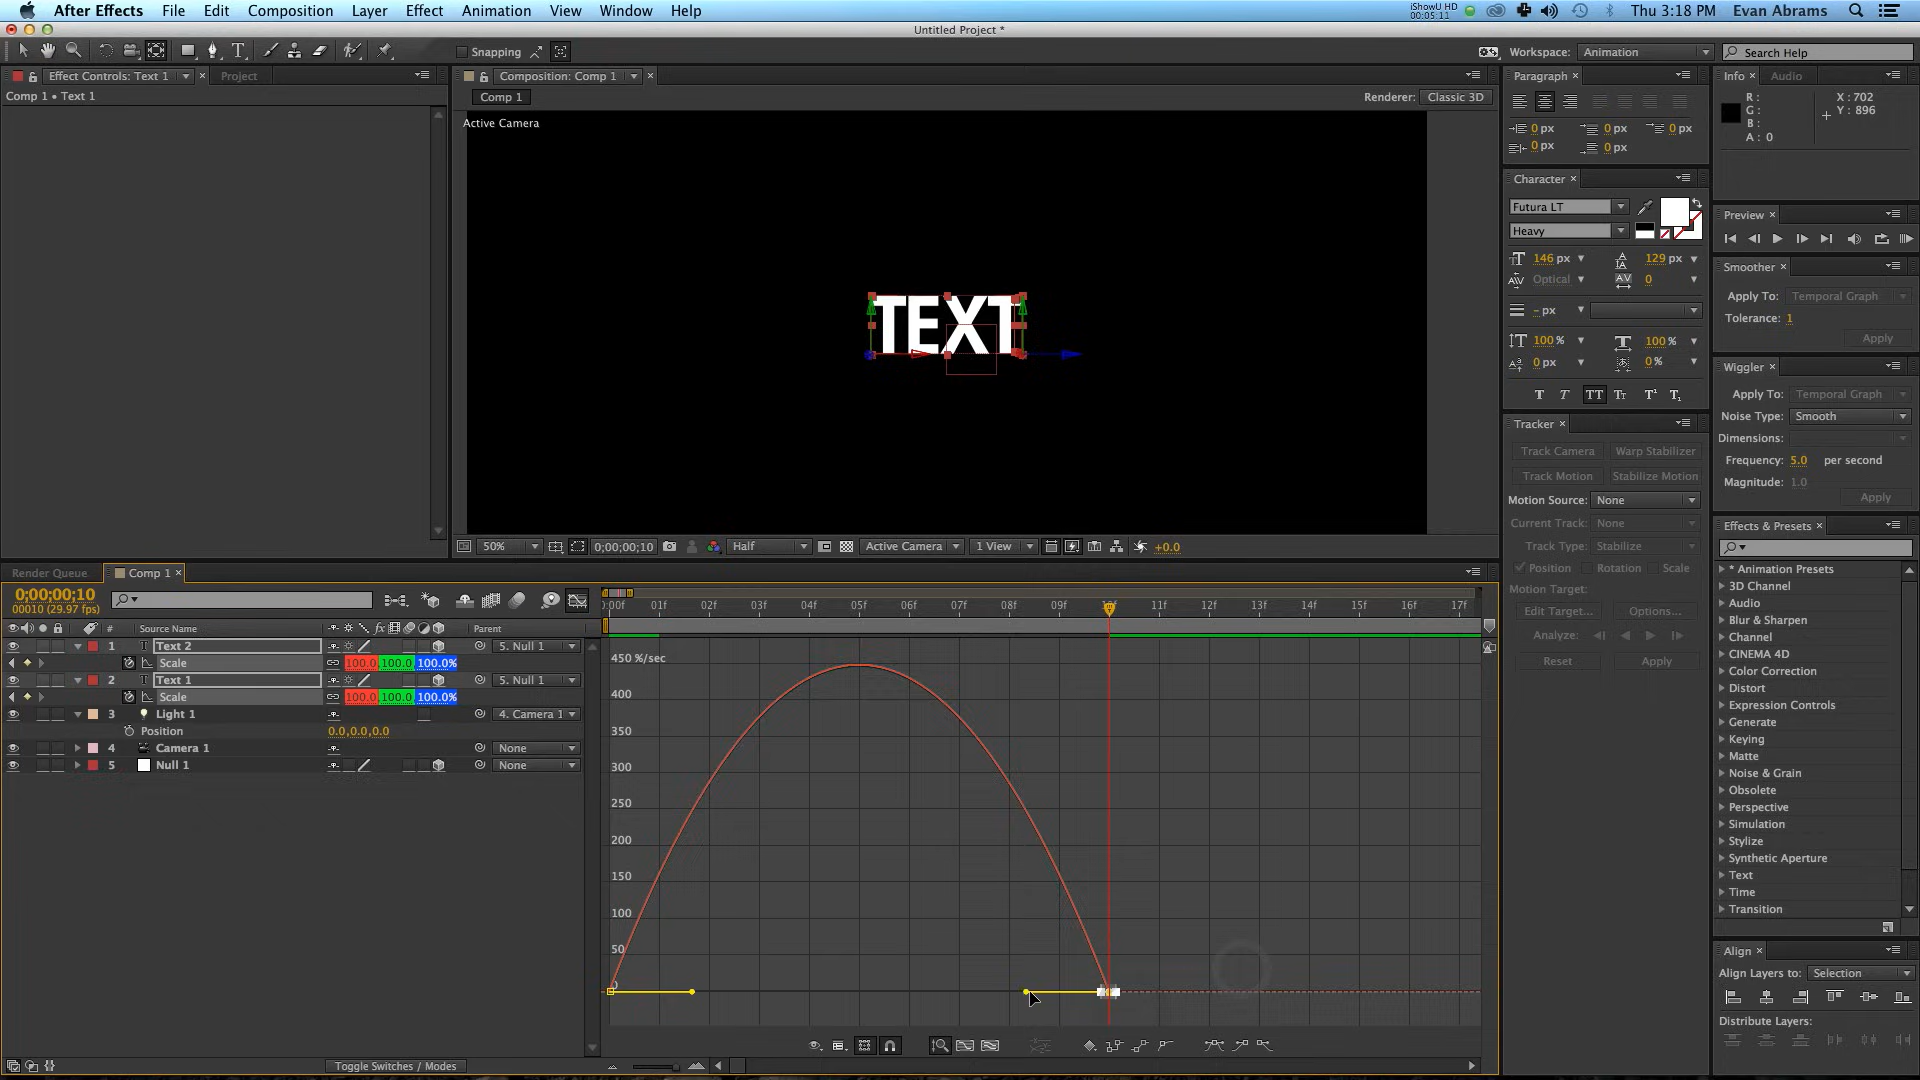 After Effects File Edit Composition Layer Effect Animation View Window Help
iShowU HD
00:05:11
Thu 3:18 PM Evan Abrams
Untitled Project *
Snapping
Workspace: Animation
Search Help
Effect Controls: Text 1
Project
Comp 1 • Text 1
Composition: Comp 1
Comp 1
Renderer: Classic 3D
Active Camera
TEXT
50%
0;00;00;10
Half
Active Camera
1 View
+0.0
Paragraph
0 px
0 px
0 px
0 px
0 px
Character
Futura LT
Heavy
146 px
129 px
Optical
0
- px
100 %
100 %
0 px
0 %
Tracker
Track Camera
Warp Stabilizer
Track Motion
Stabilize Motion
Motion Source: None
Current Track: None
Track Type: Stabilize
Position Rotation Scale
Motion Target:
Edit Target...
Options...
Analyze:
Reset
Apply
Info
Audio
R :
G :
B :
A : 0
X : 702
Y : 896
Preview
Smoother
Apply To: Temporal Graph
Tolerance: 1
Apply
Wiggler
Apply To: Temporal Graph
Noise Type: Smooth
Dimensions:
Frequency: 5.0 per second
Magnitude: 1.0
Apply
Effects & Presets
* Animation Presets
3D Channel
Audio
Blur & Sharpen
Channel
CINEMA 4D
Color Correction
Distort
Expression Controls
Generate
Keying
Matte
Noise & Grain
Obsolete
Perspective
Simulation
Stylize
Synthetic Aperture
Text
Time
Transition
Align
Align Layers to: Selection
Distribute Layers:
Render Queue
Comp 1
0;00;00;10
00010 (29.97 fps)
# Source Name
fx
Parent
1 T Text 2 5. Null 1
Scale 100.0, 100.0, 100.0%
2 T Text 1 5. Null 1
Scale 100.0, 100.0, 100.0%
3 Light 1 4. Camera 1
Position 0.0,0.0,0.0
4 Camera 1 None
5 Null 1 None
Toggle Switches / Modes
0:00f 01f 02f 03f 04f 05f 06f 07f 08f 09f 11f 12f 13f 14f 15f 16f 17f
450 %/sec
400
350
300
250
200
150
100
50
0